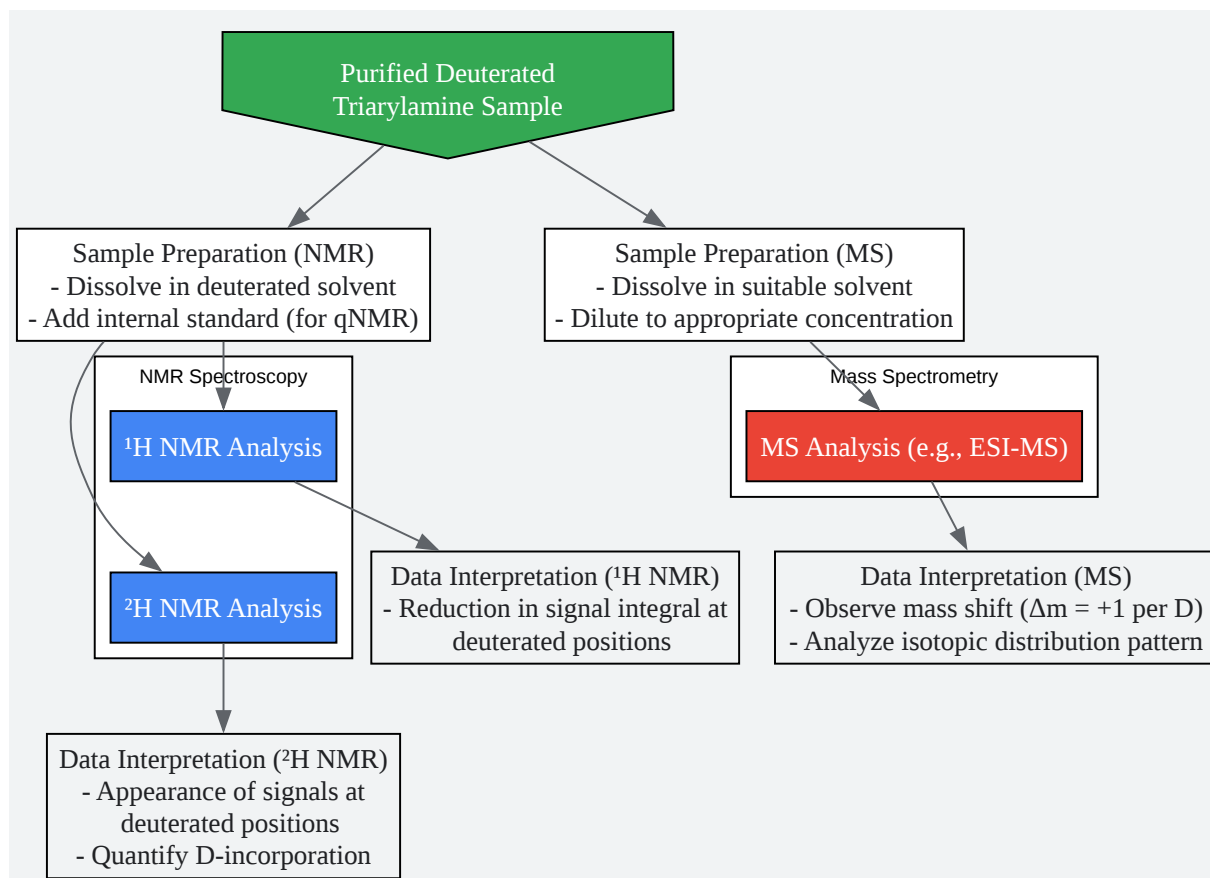 Purified Deuterated
Triarylamine Sample
Sample Preparation (NMR)
- Dissolve in deuterated solvent
- Add internal standard (for qNMR)
Sample Preparation (MS)
- Dissolve in suitable solvent
- Dilute to appropriate concentration
NMR Spectroscopy
¹H NMR Analysis
²H NMR Analysis
Mass Spectrometry
MS Analysis (e.g., ESI-MS)
Data Interpretation (¹H NMR)
- Reduction in signal integral at
deuterated positions
Data Interpretation (MS)
- Observe mass shift (Δm = +1 per D)
- Analyze isotopic distribution pattern
Data Interpretation (²H NMR)
- Appearance of signals at
deuterated positions
- Quantify D-incorporation